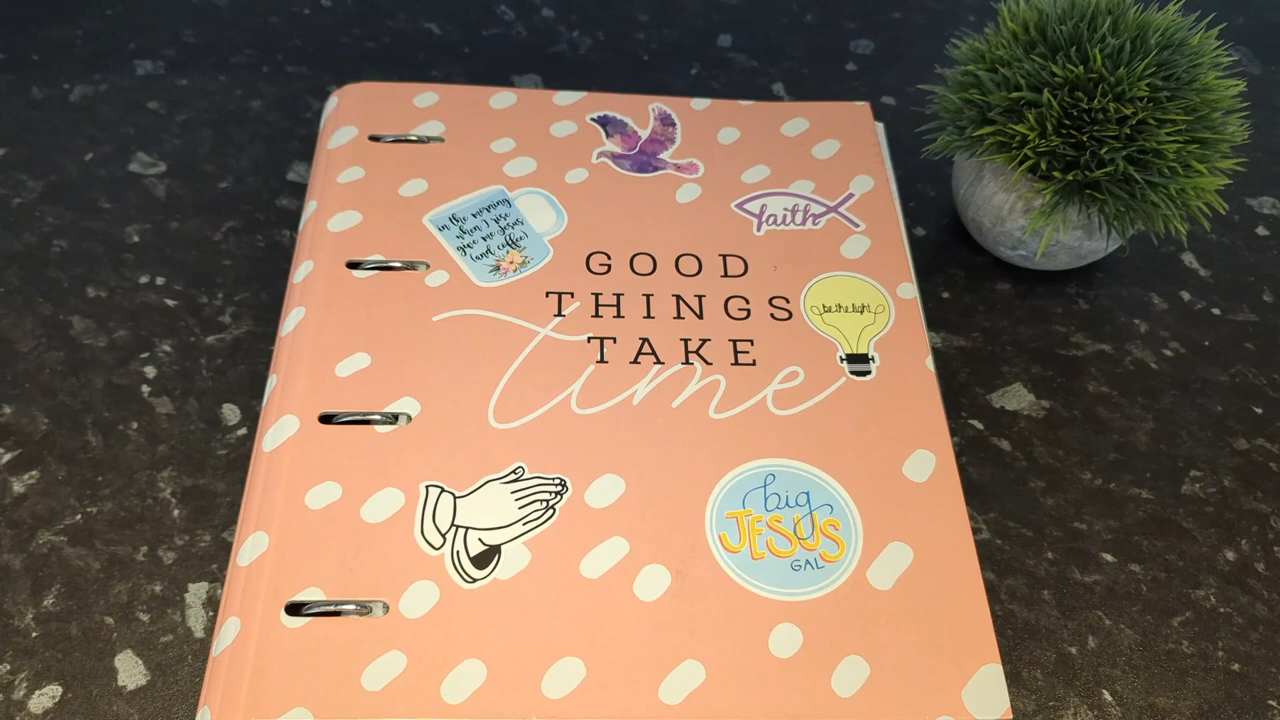 in the morning
when I rise
give me Jesus
(and coffee)
faith
GOOD
THINGS
TAKE
time
be the light
big
JESUS
GAL